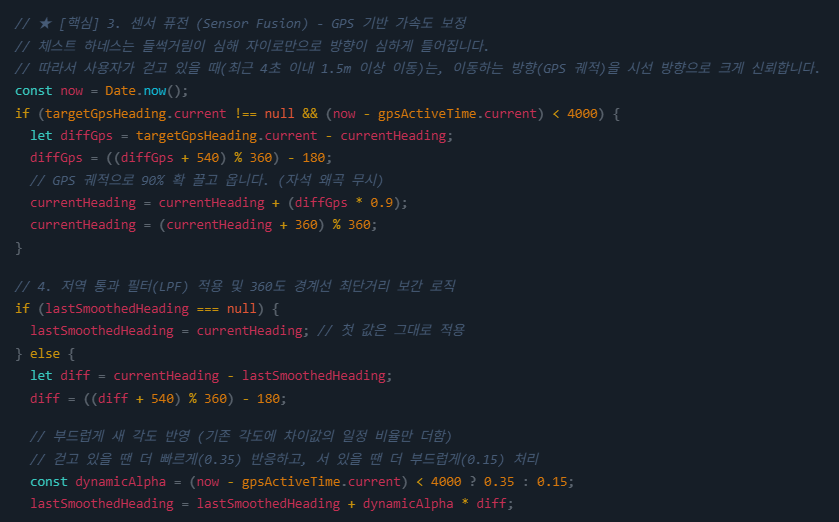 // ★ [핵심] 3. 센서 퓨전 (Sensor Fusion) - GPS 기반 가속도 보정
// 체스트 하네스는 들썩거림이 심해 자이로만으로 방향이 심하게 틀어집니다.
// 따라서 사용자가 걷고 있을 때(최근 4초 이내 1.5m 이상 이동)는, 이동하는 방향(GPS 궤적)을 시선 방향으로 크게 신뢰합니다.
const now = Date.now();
if (targetGpsHeading.current !== null && (now - gpsActiveTime.current) < 4000) {
  let diffGps = targetGpsHeading.current - currentHeading;
  diffGps = ((diffGps + 540) % 360) - 180;
  // GPS 궤적으로 90% 확 끌고 옵니다. (자석 왜곡 무시)
  currentHeading = currentHeading + (diffGps * 0.9);
  currentHeading = (currentHeading + 360) % 360;
}
// 4. 저역 통과 필터(LPF) 적용 및 360도 경계선 최단거리 보간 로직
if (lastSmoothedHeading === null) {
  lastSmoothedHeading = currentHeading; // 첫 값은 그대로 적용
} else {
  let diff = currentHeading - lastSmoothedHeading;
  diff = ((diff + 540) % 360) - 180;
  // 부드럽게 새 각도 반영 (기존 각도에 차이값의 일정 비율만 더함)
  // 걷고 있을 땐 더 빠르게(0.35) 반응하고, 서 있을 땐 더 부드럽게(0.15) 처리
  const dynamicAlpha = (now - gpsActiveTime.current) < 4000 ? 0.35 : 0.15;
  lastSmoothedHeading = lastSmoothedHeading + dynamicAlpha * diff;